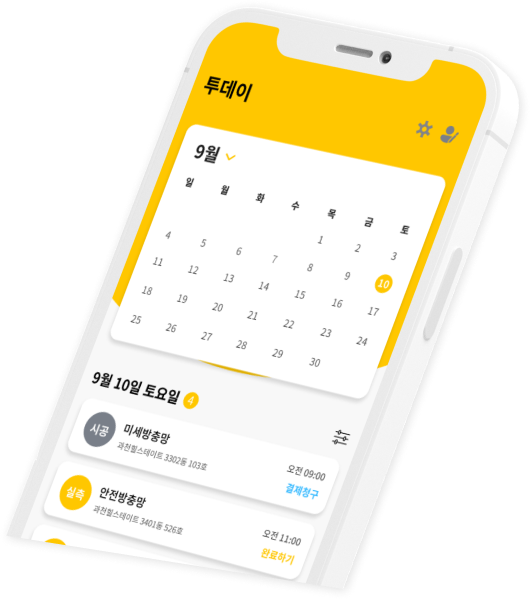 투데이
9월
일 월 화 수 목 금 토
1 2 3
4 5 6 7 8 9 10
11 12 13 14 15 16 17
18 19 20 21 22 23 24
25 26 27 28 29 30
9월 10일 토요일 4
시공 미세방충망
과천힐스테이트 3302동 103호
오전 09:00
결제청구
실측 안전방충망
과천힐스테이트 3401동 526호
오전 11:00
완료하기